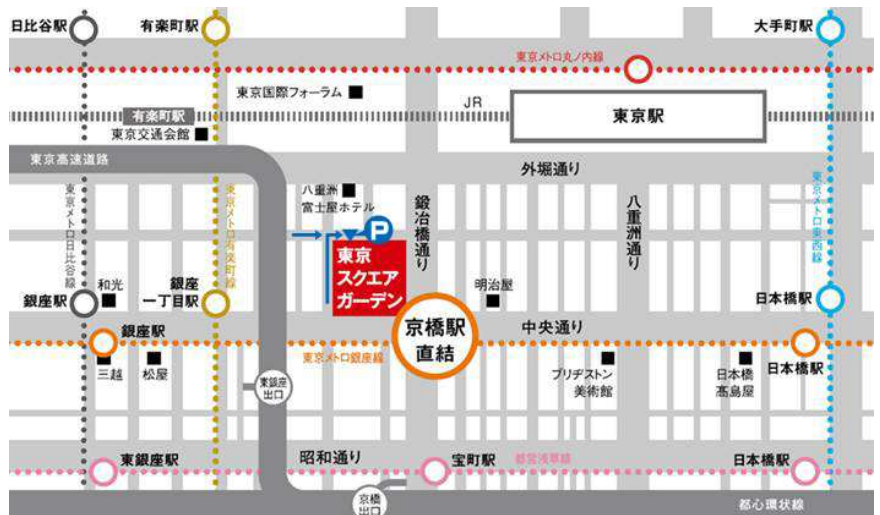 日比谷駅
有楽町駅
大手町駅
東京メトロ丸ノ内線
東京国際フォーラム
JR
東京駅
有楽町駅
東京交通会館
東京高速道路
外堀通り
東京メトロ日比谷線
東京メトロ有楽町線
八重洲
富士屋ホテル
鍛冶橋通り
八重洲通り
東京メトロ東西線
P
東京
スクエア
ガーデン
和光
銀座駅
銀座
一丁目駅
明治屋
日本橋駅
京橋駅
直結
中央通り
銀座駅
東京メトロ銀座線
日本橋駅
三越
松屋
東銀座
出口
ブリヂストン
美術館
日本橋
髙島屋
東銀座駅
昭和通り
宝町駅
都営浅草線
日本橋駅
京橋
出口
都心環状線